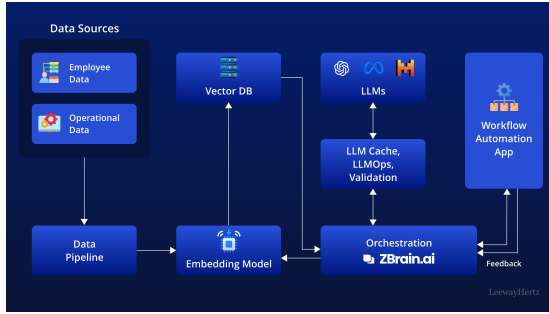 Data Sources
Employee
Data
Operational
Data
Vector DB
LLMs
LLM Cache,
LLMOps,
Validation
Workflow
Automation
App
Data
Pipeline
Embedding Model
Orchestration
ZBrain.ai
Feedback
LeewayHertz